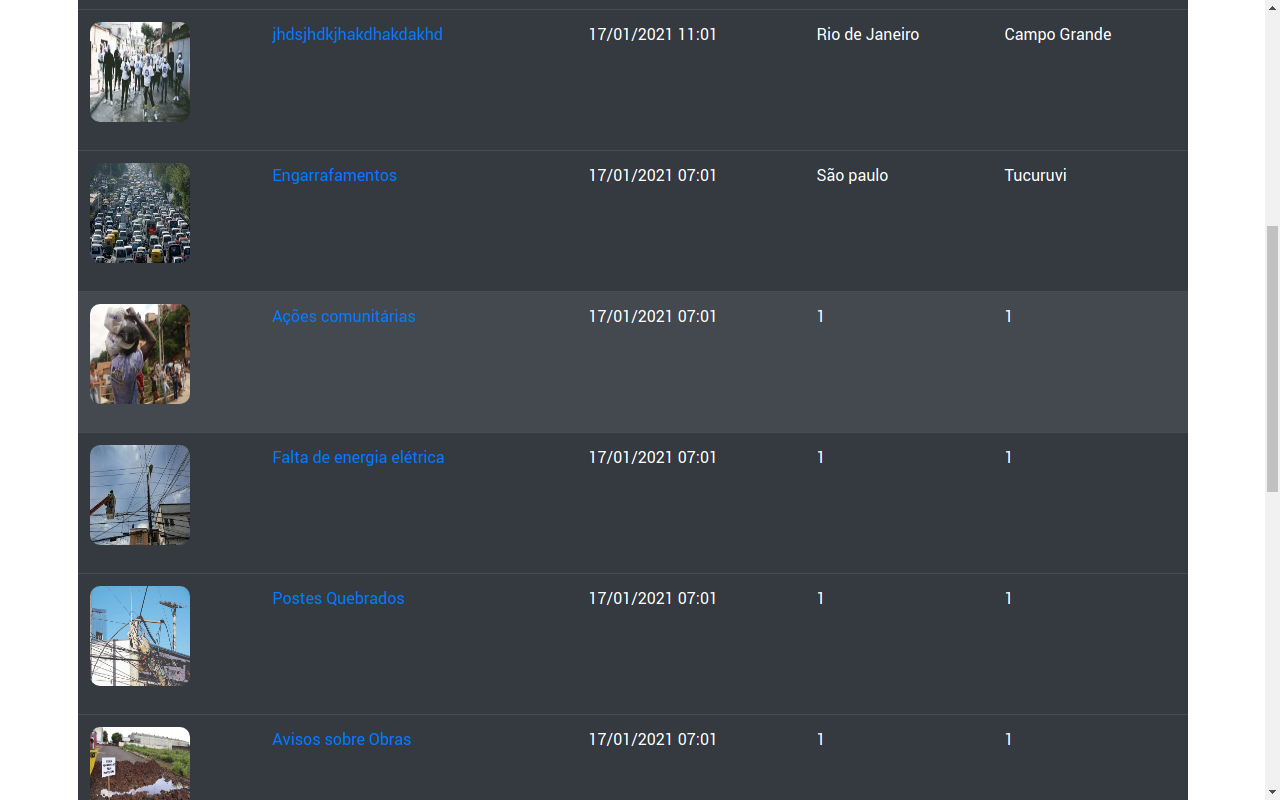 jhdsjhdkjhakdhakdakhd 17/01/2021 11:01 Rio de Janeiro Campo Grande
Engarrafamentos 17/01/2021 07:01 São paulo Tucuruvi
Ações comunitárias 17/01/2021 07:01 1 1
Falta de energia elétrica 17/01/2021 07:01 1 1
Postes Quebrados 17/01/2021 07:01 1 1
Avisos sobre Obras 17/01/2021 07:01 1 1